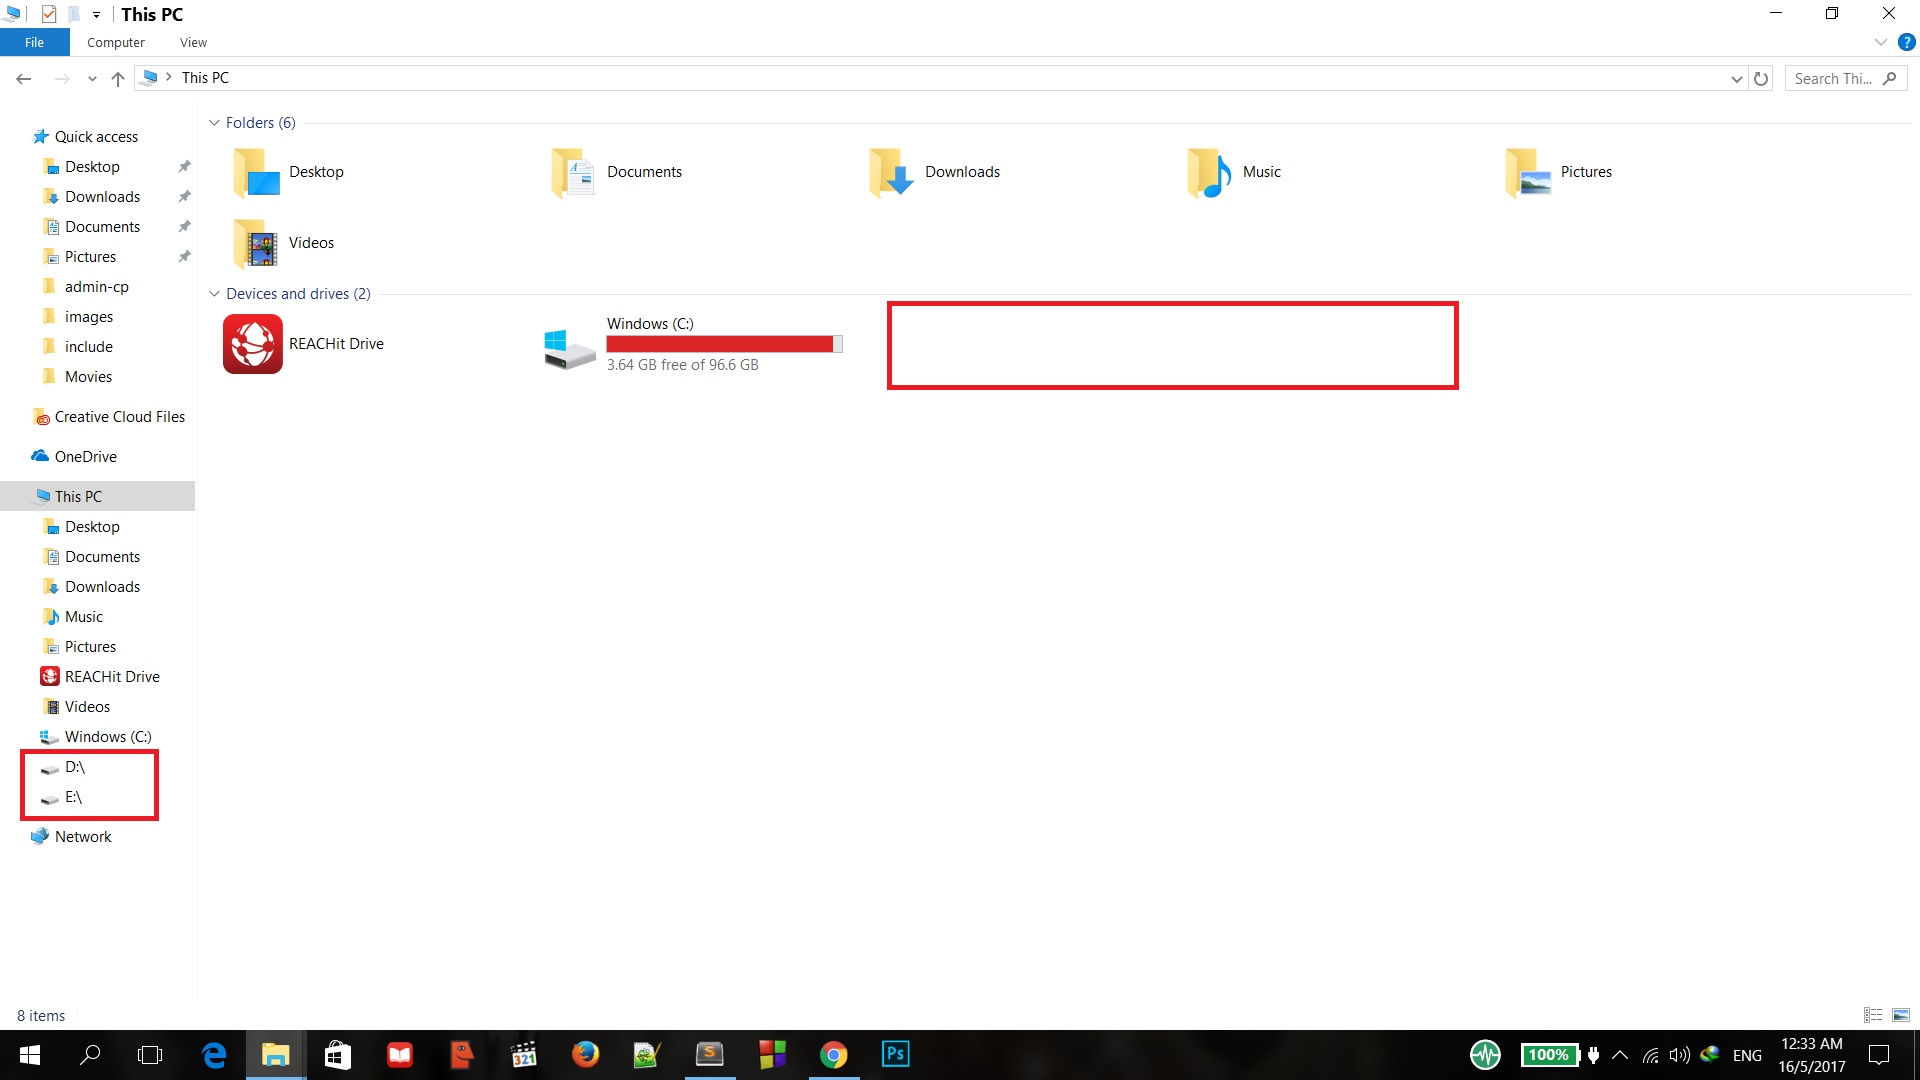 This PC
File
Computer
View
This PC
Search Thi...
Quick access
Desktop
Downloads
Documents
Pictures
admin-cp
images
include
Movies
Creative Cloud Files
OneDrive
This PC
Desktop
Documents
Downloads
Music
Pictures
REACHit Drive
Videos
Windows (C:)
D:\
E:\
Network
Folders (6)
Desktop
Documents
Downloads
Music
Pictures
Videos
Devices and drives (2)
REACHit Drive
Windows (C:)
3.64 GB free of 96.6 GB
8 items
321
S
Ps
100%
ENG
12:33 AM
16/5/2017